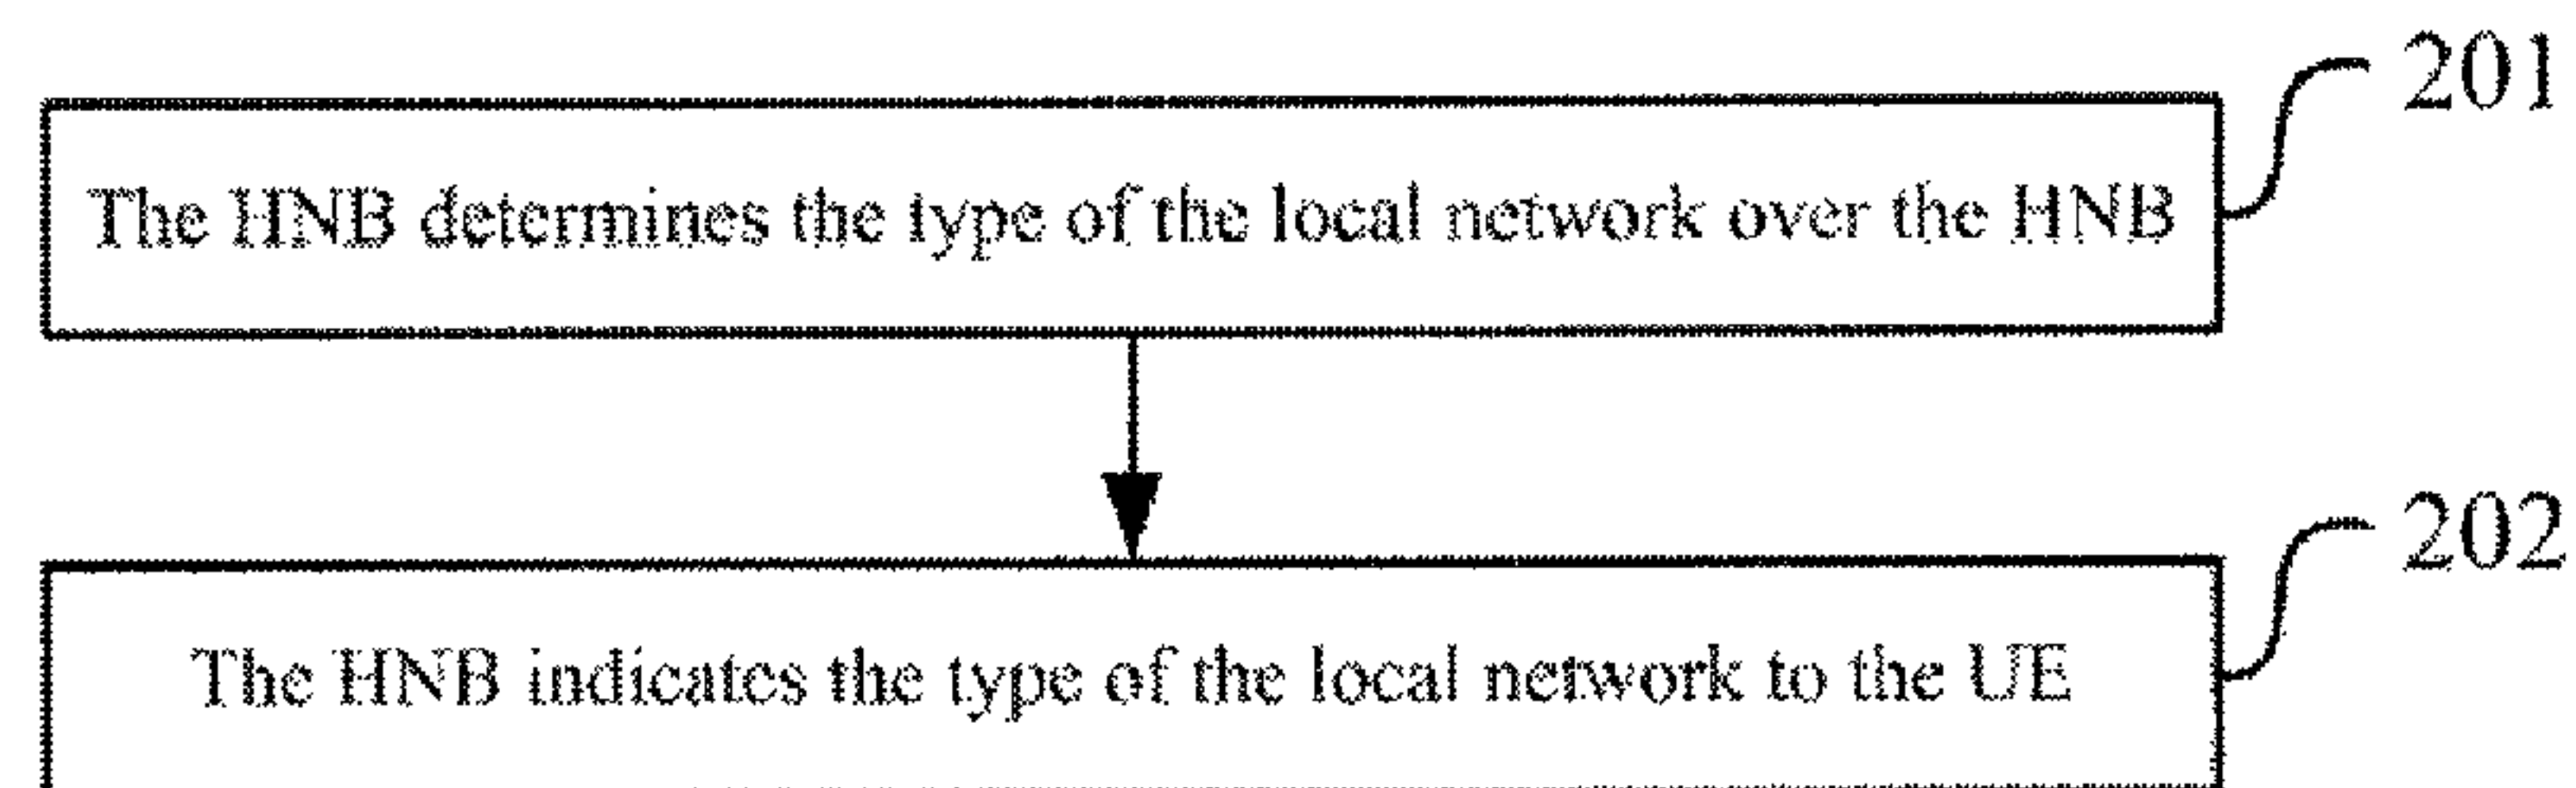 201
The HNB determines the type of the local network over the HNB
202
The HNB indicates the type of the local network to the UE